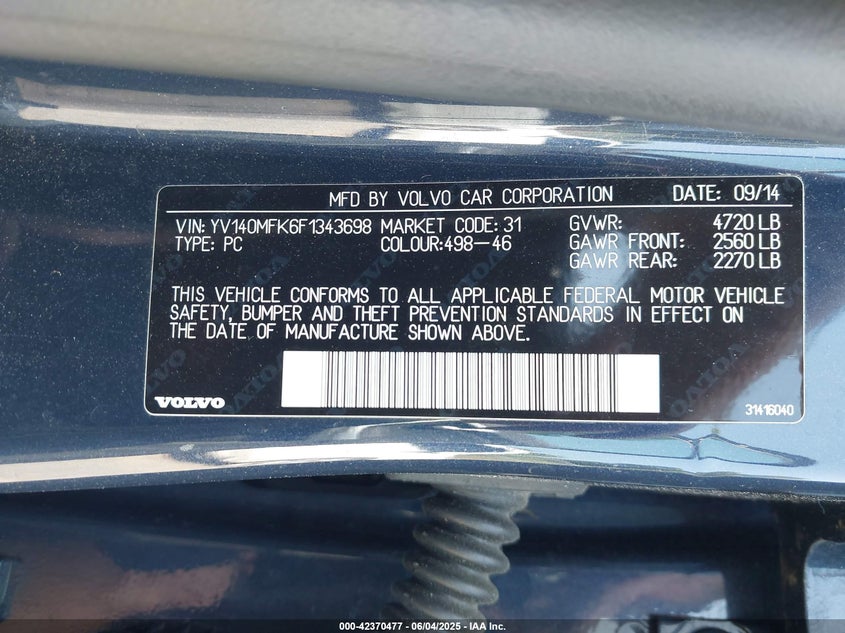 MFD BY VOLVO CAR CORPORATION DATE: 09/14
VIN: YV140MFK6F1343698 MARKET CODE: 31 GVWR: 4720 LB
TYPE: PC COLOUR:498-46 GAWR FRONT: 2560 LB
GAWR REAR: 2270 LB
THIS VEHICLE CONFORMS TO ALL APPLICABLE FEDERAL MOTOR VEHICLE
SAFETY, BUMPER AND THEFT PREVENTION STANDARDS IN EFFECT ON
THE DATE OF MANUFACTURE SHOWN ABOVE.
VOLVO
31416040
000-42370477 - 06/04/2025 - IAA Inc.